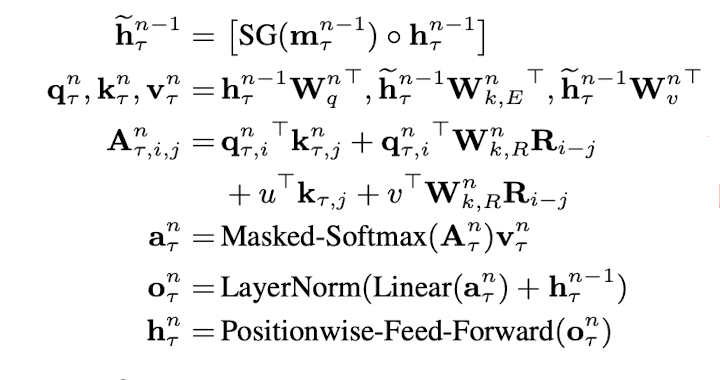 h̃_τ^{n−1} = [SG(m_τ^{n−1}) ∘ h_τ^{n−1}]
q_τ^n, k_τ^n, v_τ^n = h_τ^{n−1}W_q^{n⊤}, h̃_τ^{n−1}W_{k,E}^{n⊤}, h̃_τ^{n−1}W_v^{n⊤}
A_{τ,i,j}^n = q_{τ,i}^{n⊤}k_{τ,j}^n + q_{τ,i}^{n⊤}W_{k,R}^nR_{i−j}
+ u^⊤k_{τ,j} + v^⊤W_{k,R}^nR_{i−j}
a_τ^n = Masked-Softmax(A_τ^n)v_τ^n
o_τ^n = LayerNorm(Linear(a_τ^n) + h_τ^{n−1})
h_τ^n = Positionwise-Feed-Forward(o_τ^n)